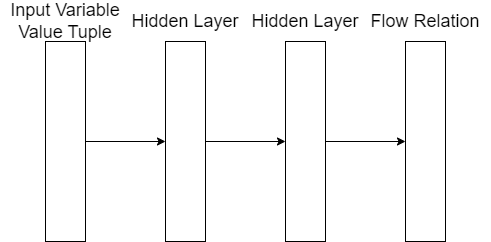 Input Variable
Value Tuple
Hidden Layer
Hidden Layer
Flow Relation